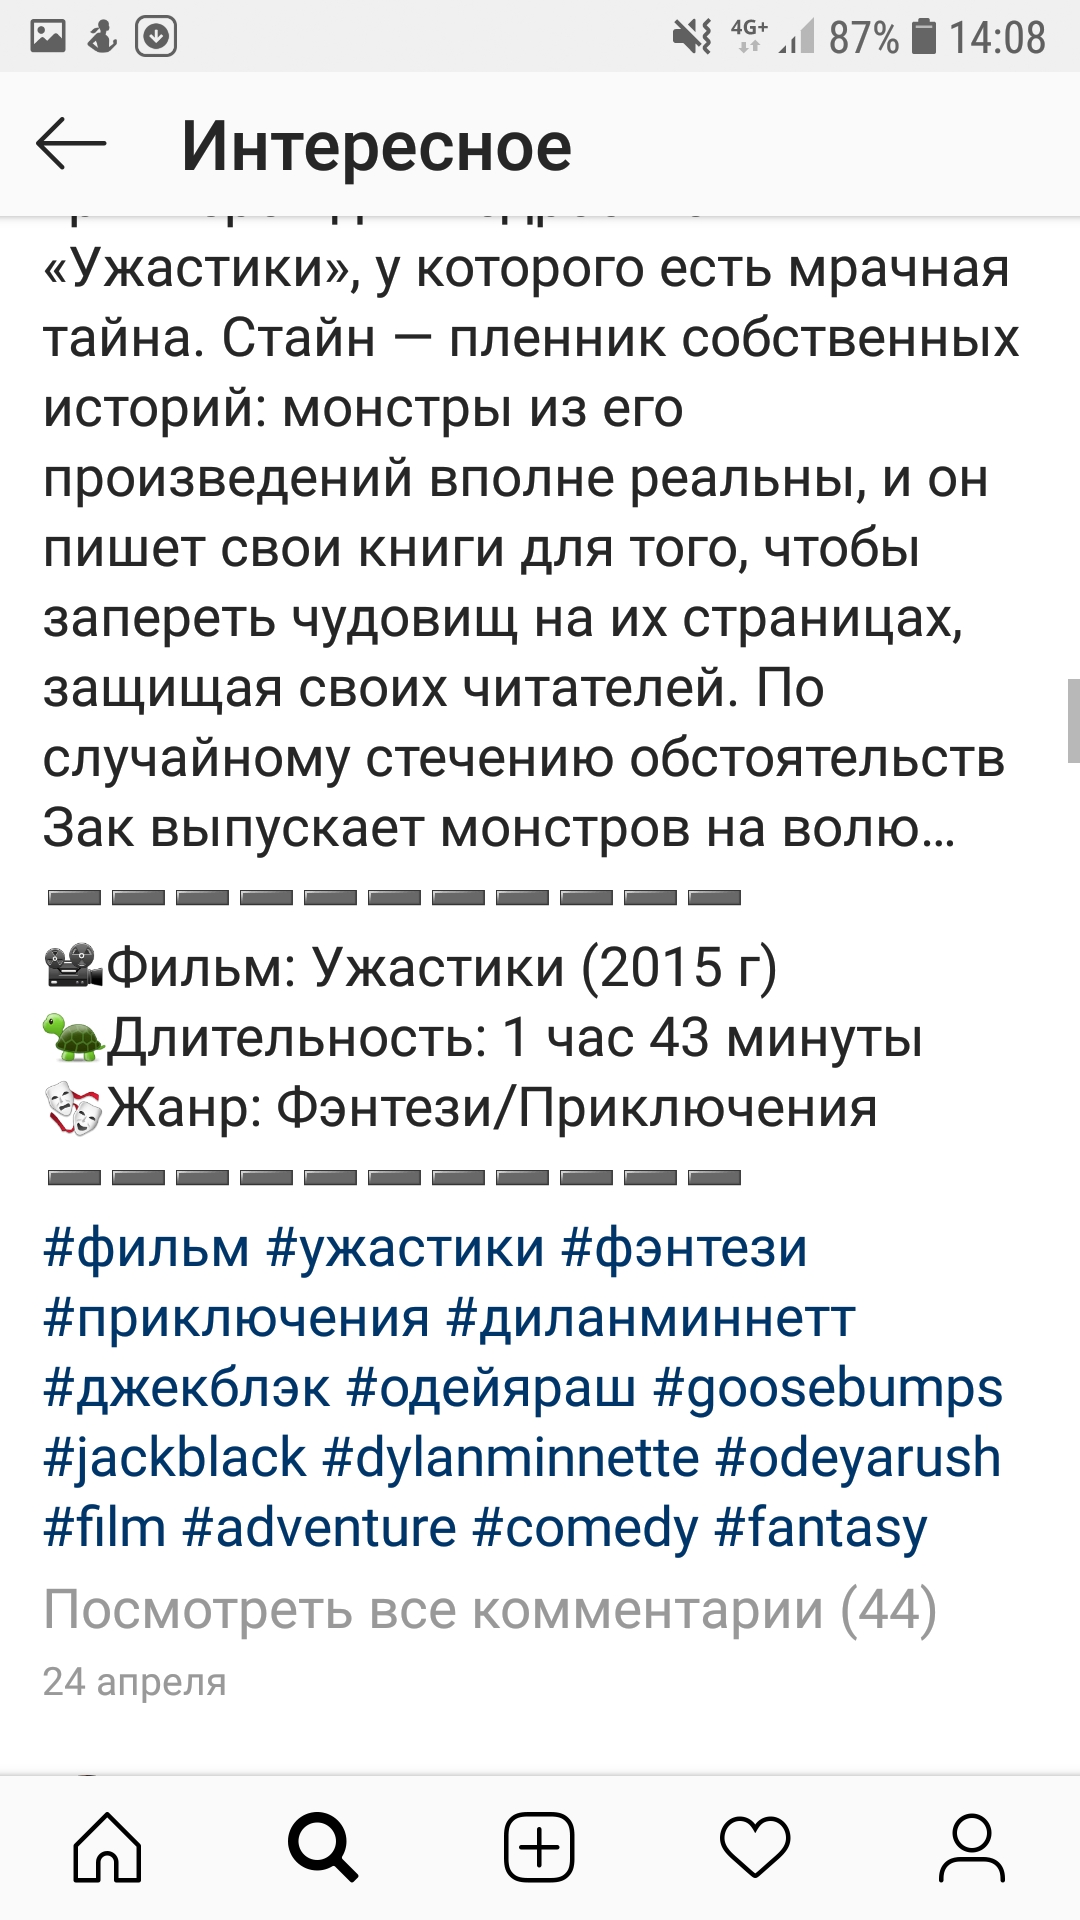 4G+ 87% 14:08
Интересное
«Ужастики», у которого есть мрачная
тайна. Стайн — пленник собственных
историй: монстры из его
произведений вполне реальны, и он
пишет свои книги для того, чтобы
запереть чудовищ на их страницах,
защищая своих читателей. По
случайному стечению обстоятельств
Зак выпускает монстров на волю...
Фильм: Ужастики (2015 г)
Длительность: 1 час 43 минуты
Жанр: Фэнтези/Приключения
#фильм #ужастики #фэнтези
#приключения #диланминнетт
#джекблэк #одейяраш #goosebumps
#jackblack #dylanminnette #odeyarush
#film #adventure #comedy #fantasy
Посмотреть все комментарии (44)
24 апреля